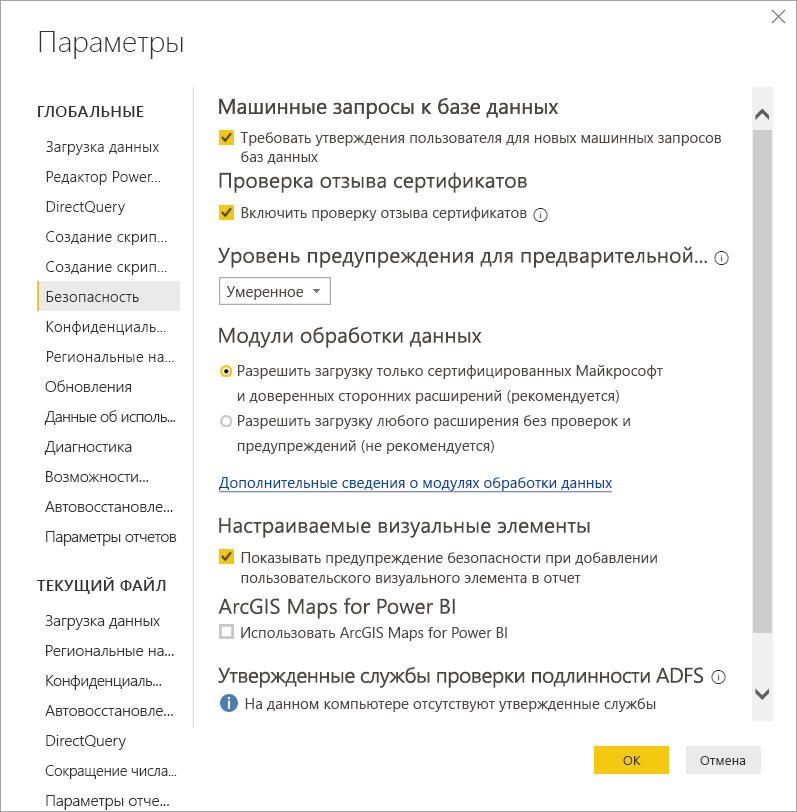 Параметры
ГЛОБАЛЬНЫЕ
Загрузка данных
Редактор Power...
DirectQuery
Создание скрип...
Создание скрип...
Безопасность
Конфиденциаль...
Региональные на...
Обновления
Данные об исполь...
Диагностика
Возможности...
Автовосстановле...
Параметры отчетов
ТЕКУЩИЙ ФАЙЛ
Загрузка данных
Региональные на...
Конфиденциаль...
Автовосстановле...
DirectQuery
Сокращение числа...
Параметры отче...
Машинные запросы к базе данных
Требовать утверждения пользователя для новых машинных запросов
баз данных
Проверка отзыва сертификатов
Включить проверку отзыва сертификатов
Уровень предупреждения для предварительной...
Умеренное
Модули обработки данных
Разрешить загрузку только сертифицированных Майкрософт
и доверенных сторонних расширений (рекомендуется)
Разрешить загрузку любого расширения без проверок и
предупреждений (не рекомендуется)
Дополнительные сведения о модулях обработки данных
Настраиваемые визуальные элементы
Показывать предупреждение безопасности при добавлении
пользовательского визуального элемента в отчет
ArcGIS Maps for Power BI
Использовать ArcGIS Maps for Power BI
Утвержденные службы проверки подлинности ADFS
На данном компьютере отсутствуют утвержденные службы
ОК
Отмена